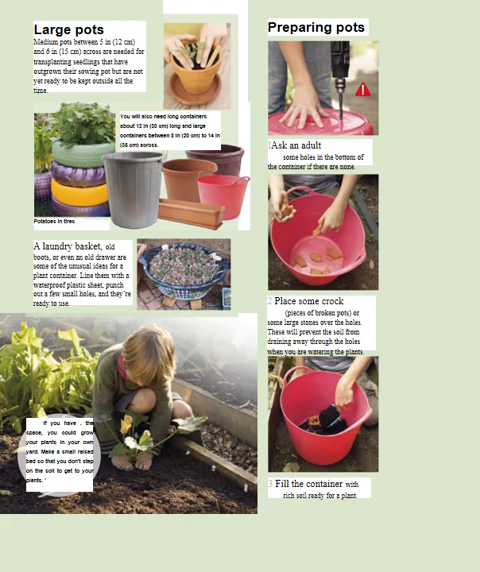 Large pots
Medium pots between 5 in (12 cm)
and 6 in (15 cm) across are needed for
transplanting seedlings that have
outgrown their sowing pot but are not
yet ready to be kept outside all the
time.
You will also need long containers
about 12 in (30 cm) long and large
containers between 8 in (20 cm) to 14 in
(35 cm) across.
Potatoes in tires
A laundry basket, old
boots, or even an old drawer are
some of the unusual ideas for a
plant container. Line them with a
waterproof plastic sheet, punch
out a few small holes, and they're
ready to use.
If you have . the
space, you could grow
your plants in your own
yard. Make a small raised
bed so that you don't step
on the soil to get to your
plants. '
Preparing pots
1 Ask an adult
some holes in the bottom of
the container if there are none.
2 Place some crock
(pieces of broken pots) or
some large stones over the holes.
These will prevent the soil from
draining away through the holes
when you are watering the plants.
3 Fill the container with
rich soil ready for a plant.